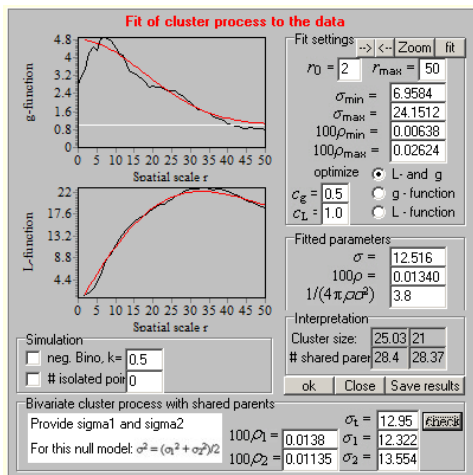 Fit of cluster process to the data
g-function
4.8
4.0
3.2
2.4
1.6
0.8
0
0 5 10 15 20 25 30 35 40 45 50
Spatial scale r
L-function
22
17.6
13.2
8.8
4.4
0 5 10 15 20 25 30 35 40 45 50
Spatial scale r
Fit settings
--> <-- Zoom fit
r0 = 2 rmax = 50
σmin = 6.9584
σmax = 24.1512
100ρmin = 0.00638
100ρmax = 0.02624
optimize
L- and g
g - function
L - function
cg = 0.5
cL = 1.0
Fitted parameters
σ = 12.516
100ρ = 0.01340
1/(4πρσ²) 3.8
Interpretation
Cluster size: 25.03 21
# shared parer 28.4 28.37
ok Close Save results
Simulation
neg. Bino, k= 0.5
# isolated poir 0
Bivariate cluster process with shared parents
Provide sigma1 and sigma2
For this null model: σ² = (σ1² + σ2²)/2
100ρ1 = 0.0138
100ρ2 = 0.01135
σt = 12.95 check
σ1 = 12.322
σ2 = 13.554